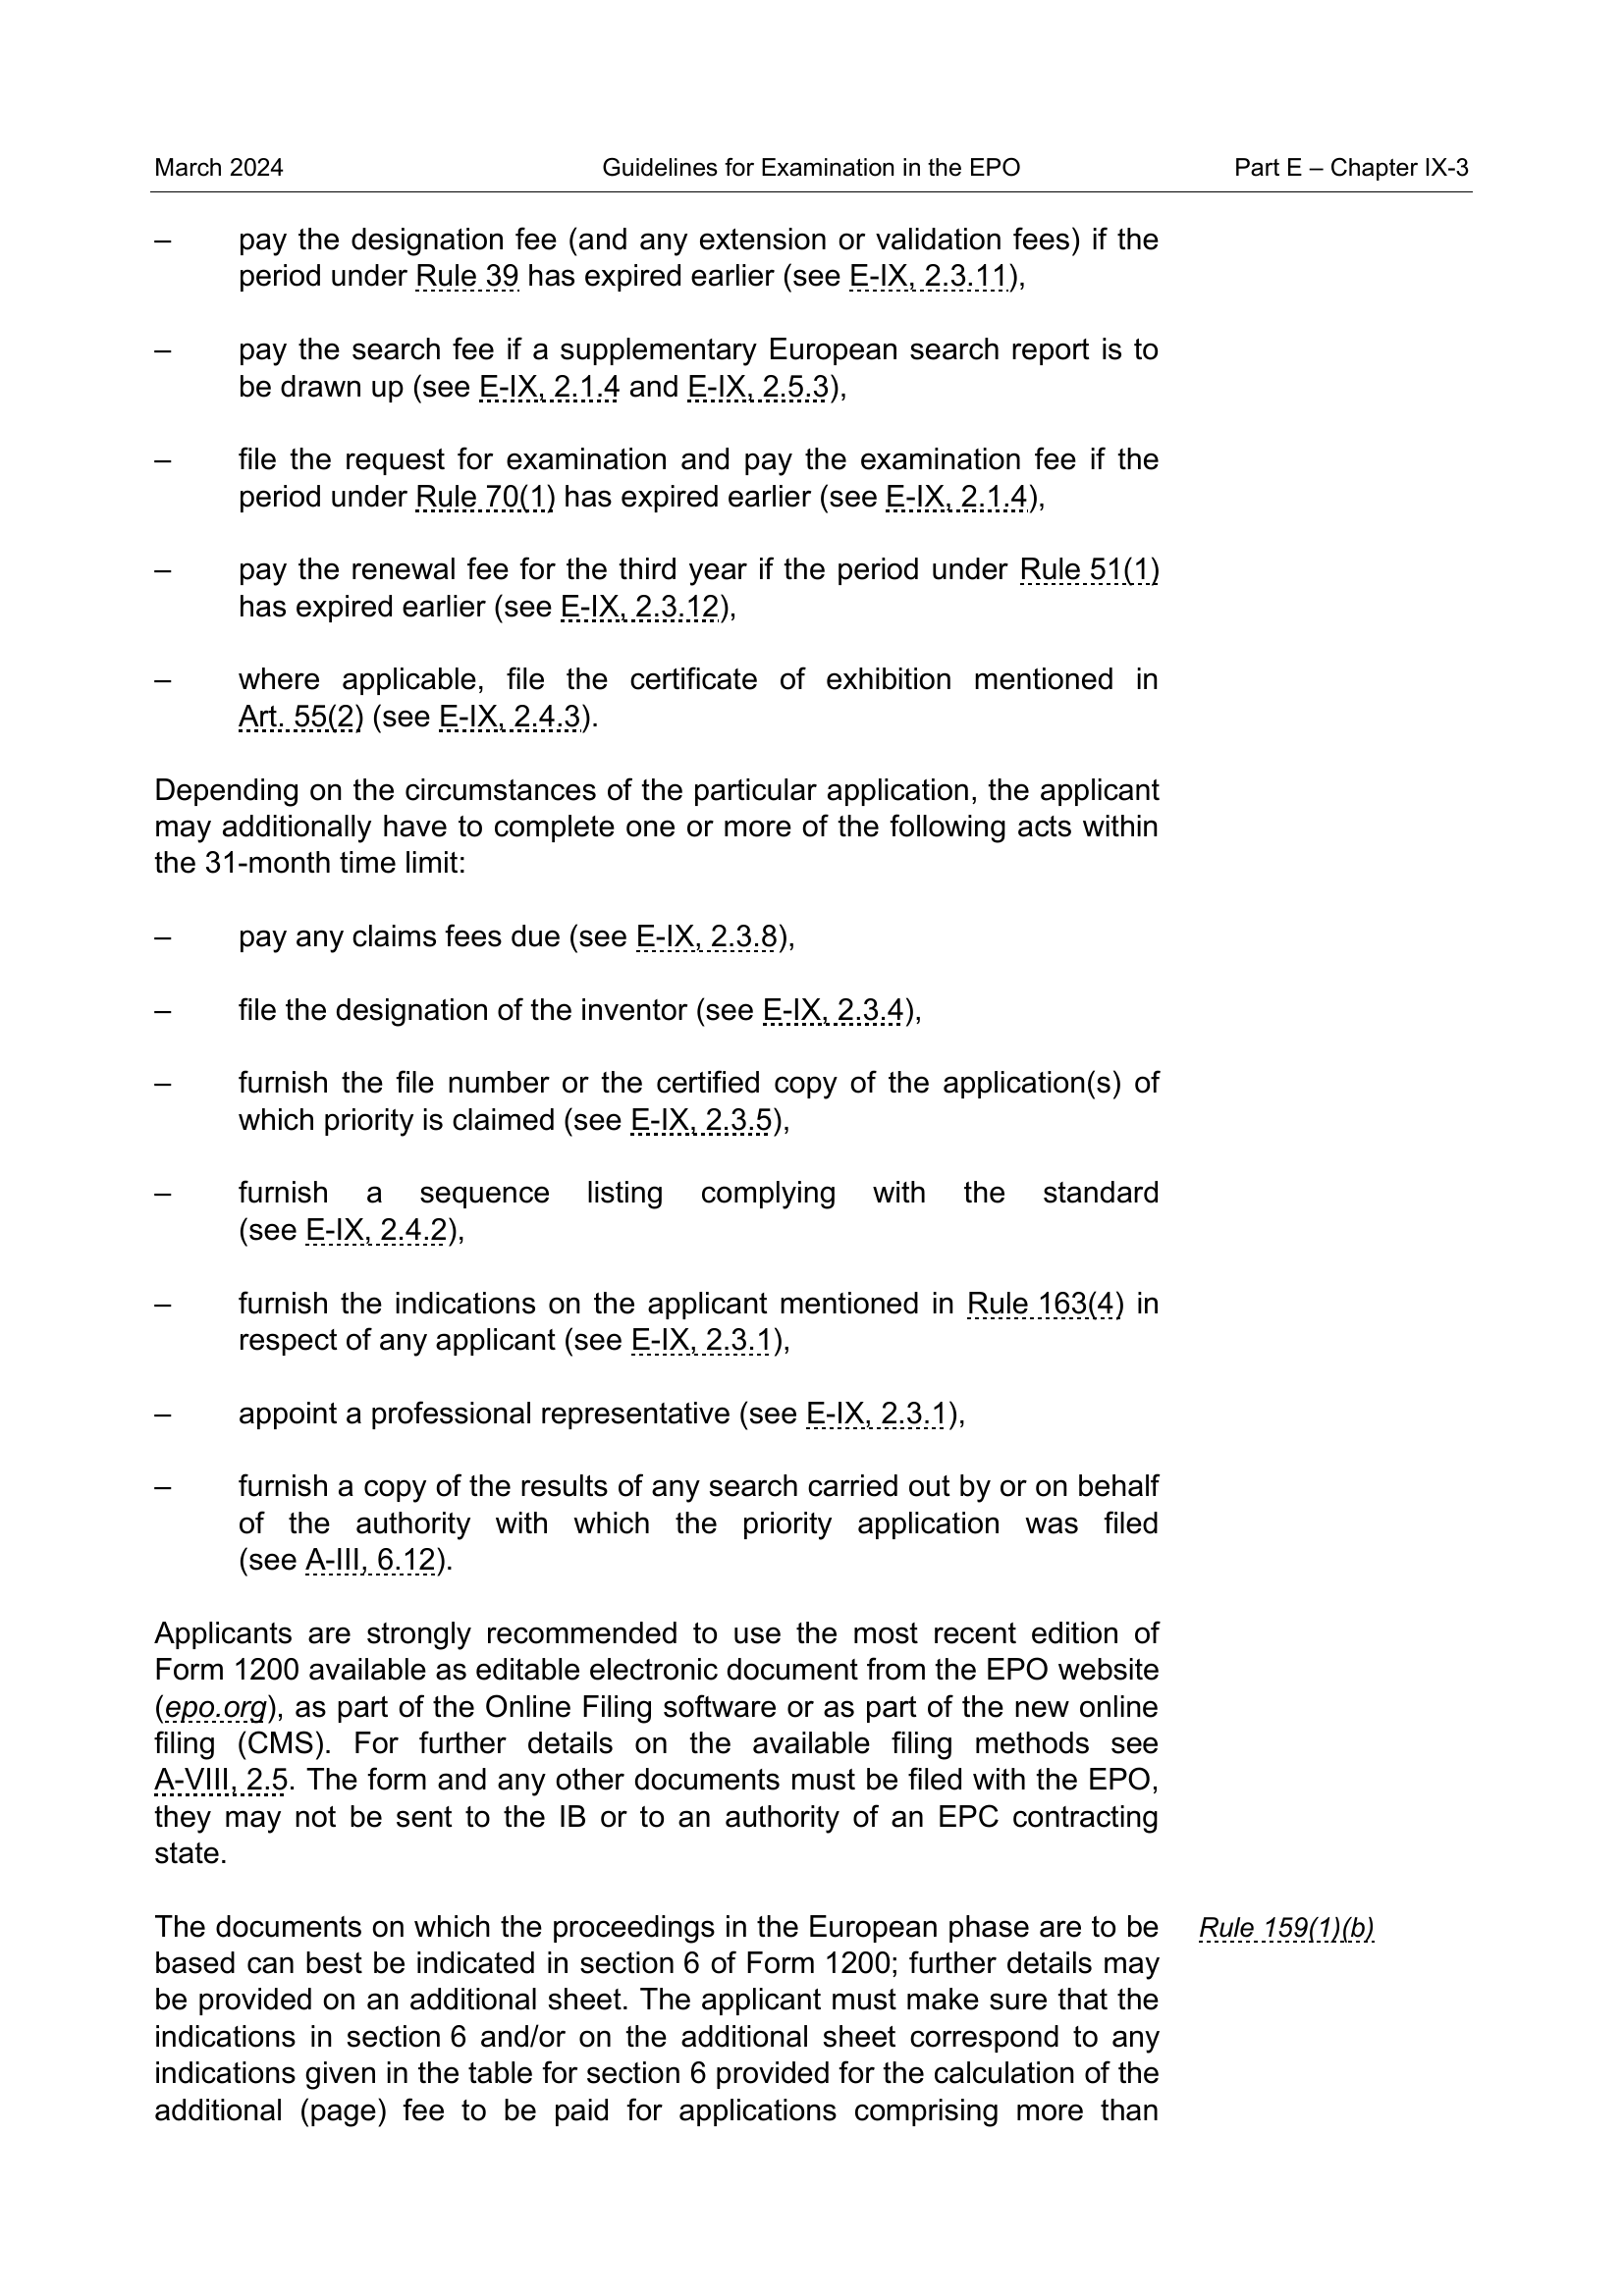 March 2024 Guidelines for Examination in the EPO Part E – Chapter IX-3
– pay the designation fee (and any extension or validation fees) if the
period under Rule 39 has expired earlier (see E-IX, 2.3.11),
– pay the search fee if a supplementary European search report is to
be drawn up (see E-IX, 2.1.4 and E-IX, 2.5.3),
– file the request for examination and pay the examination fee if the
period under Rule 70(1) has expired earlier (see E-IX, 2.1.4),
– pay the renewal fee for the third year if the period under Rule 51(1)
has expired earlier (see E-IX, 2.3.12),
– where applicable, file the certificate of exhibition mentioned in
Art. 55(2) (see E-IX, 2.4.3).
Depending on the circumstances of the particular application, the applicant
may additionally have to complete one or more of the following acts within
the 31-month time limit:
– pay any claims fees due (see E-IX, 2.3.8),
– file the designation of the inventor (see E-IX, 2.3.4),
– furnish the file number or the certified copy of the application(s) of
which priority is claimed (see E-IX, 2.3.5),
– furnish a sequence listing complying with the standard
(see E-IX, 2.4.2),
– furnish the indications on the applicant mentioned in Rule 163(4) in
respect of any applicant (see E-IX, 2.3.1),
– appoint a professional representative (see E-IX, 2.3.1),
– furnish a copy of the results of any search carried out by or on behalf
of the authority with which the priority application was filed
(see A-III, 6.12).
Applicants are strongly recommended to use the most recent edition of
Form 1200 available as editable electronic document from the EPO website
(epo.org), as part of the Online Filing software or as part of the new online
filing (CMS). For further details on the available filing methods see
A-VIII, 2.5. The form and any other documents must be filed with the EPO,
they may not be sent to the IB or to an authority of an EPC contracting
state.
The documents on which the proceedings in the European phase are to be Rule 159(1)(b)
based can best be indicated in section 6 of Form 1200; further details may
be provided on an additional sheet. The applicant must make sure that the
indications in section 6 and/or on the additional sheet correspond to any
indications given in the table for section 6 provided for the calculation of the
additional (page) fee to be paid for applications comprising more than